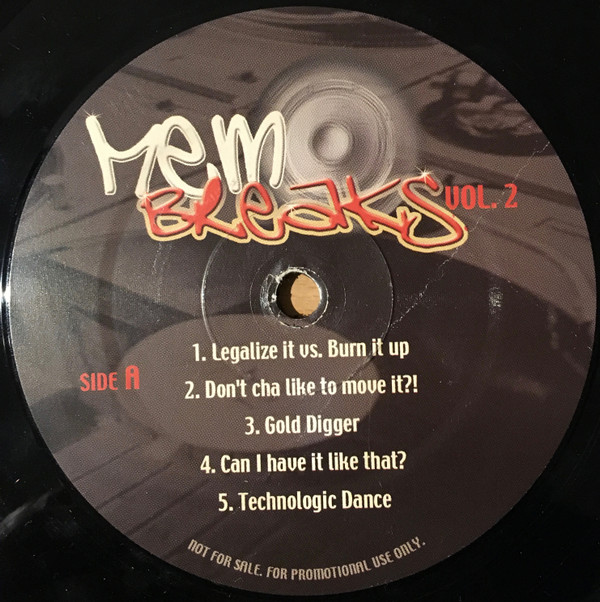 Memo
BReaKS VOL. 2
SIDE A
1. Legalize it vs. Burn it up
2. Don't cha like to move it?!
3. Gold Digger
4. Can I have it like that?
5. Technologic Dance
NOT FOR SALE. FOR PROMOTIONAL USE ONLY.